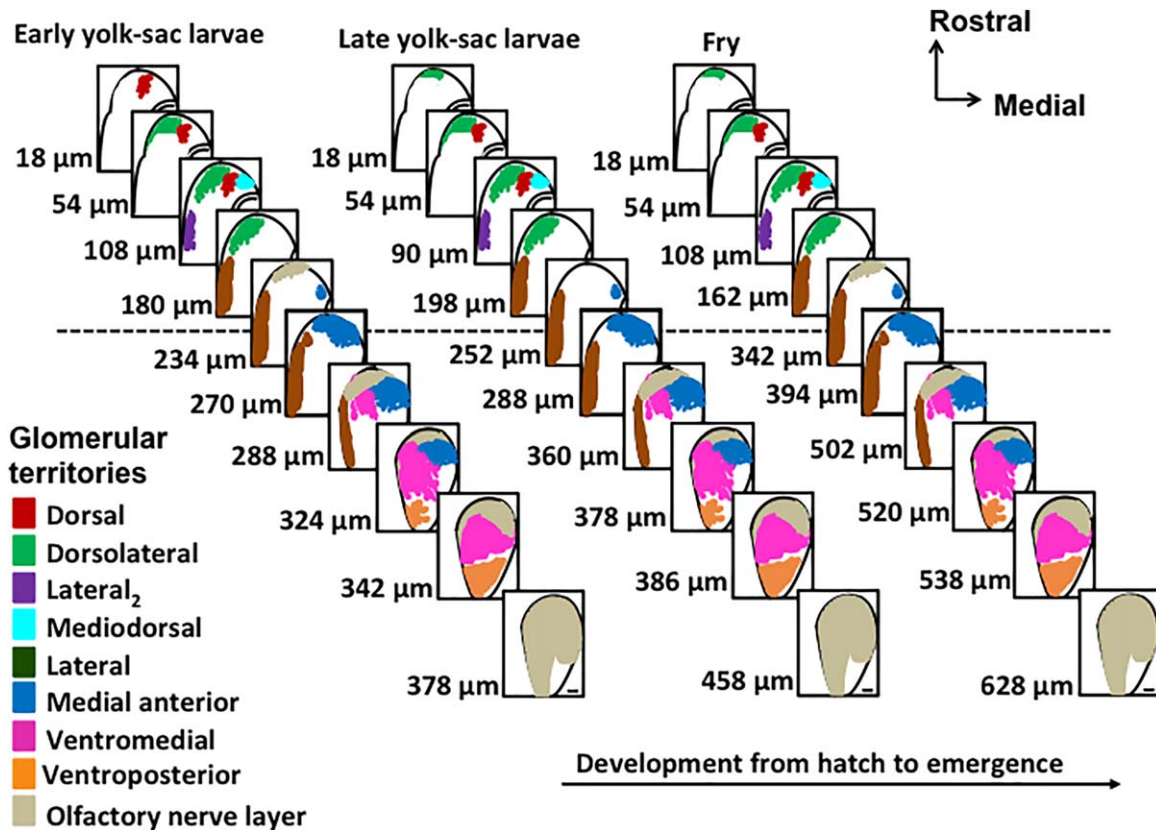 Early yolk-sac larvae
Late yolk-sac larvae
Fry
Rostral
Medial
18 µm
54 µm
108 µm
180 µm
234 µm
270 µm
288 µm
324 µm
342 µm
378 µm
18 µm
54 µm
90 µm
198 µm
252 µm
288 µm
360 µm
378 µm
386 µm
458 µm
18 µm
54 µm
108 µm
162 µm
342 µm
394 µm
502 µm
520 µm
538 µm
628 µm
Glomerular
territories
Dorsal
Dorsolateral
Lateral₂
Mediodorsal
Lateral
Medial anterior
Ventromedial
Ventroposterior
Olfactory nerve layer
Development from hatch to emergence